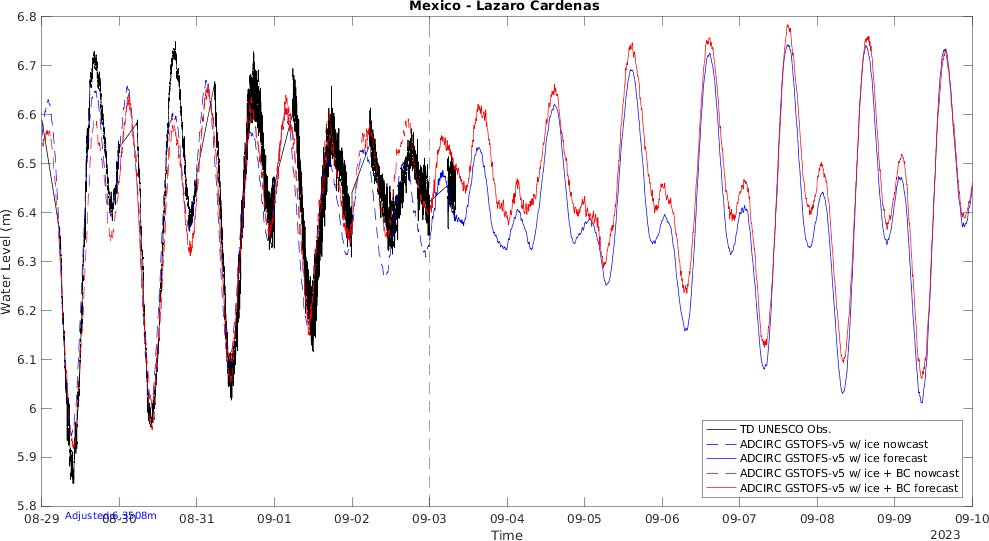 Mexico - Lazaro Cardenas
Water Level (m)
6.8
6.7
6.6
6.5
6.4
6.3
6.2
6.1
6
5.9
5.8
TD UNESCO Obs.
ADCIRC GSTOFS-v5 w/ ice nowcast
ADCIRC GSTOFS-v5 w/ ice forecast
ADCIRC GSTOFS-v5 w/ ice + BC nowcast
ADCIRC GSTOFS-v5 w/ ice + BC forecast
Adjusted 6.3508m
08-29 08-30 08-31 09-01 09-02 09-03 09-04 09-05 09-06 09-07 09-08 09-09 09-10
Time
2023